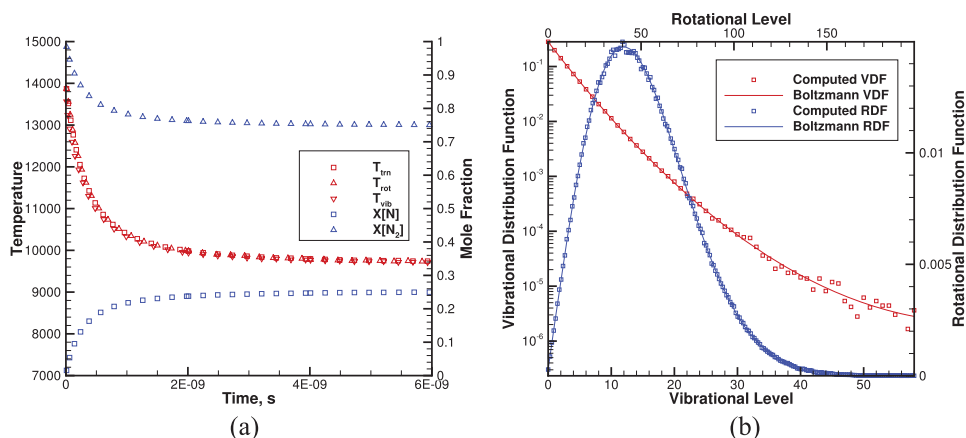 15000
14000
13000
12000
11000
10000
9000
8000
7000
Temperature
0
2E-09
4E-09
6E-09
Time, s
1
0.9
0.8
0.7
0.6
0.5
0.4
0.3
0.2
0.1
0
Mole Fraction
T_trn
T_rot
T_vib
X[N]
X[N₂]
(a)
Rotational Level
0
50
100
150
10⁻¹
10⁻²
10⁻³
10⁻⁴
10⁻⁵
10⁻⁶
Vibrational Distribution Function
Computed VDF
Boltzmann VDF
Computed RDF
Boltzmann RDF
0.01
0.005
0
Rotational Distribution Function
0
10
20
30
40
50
Vibrational Level
(b)